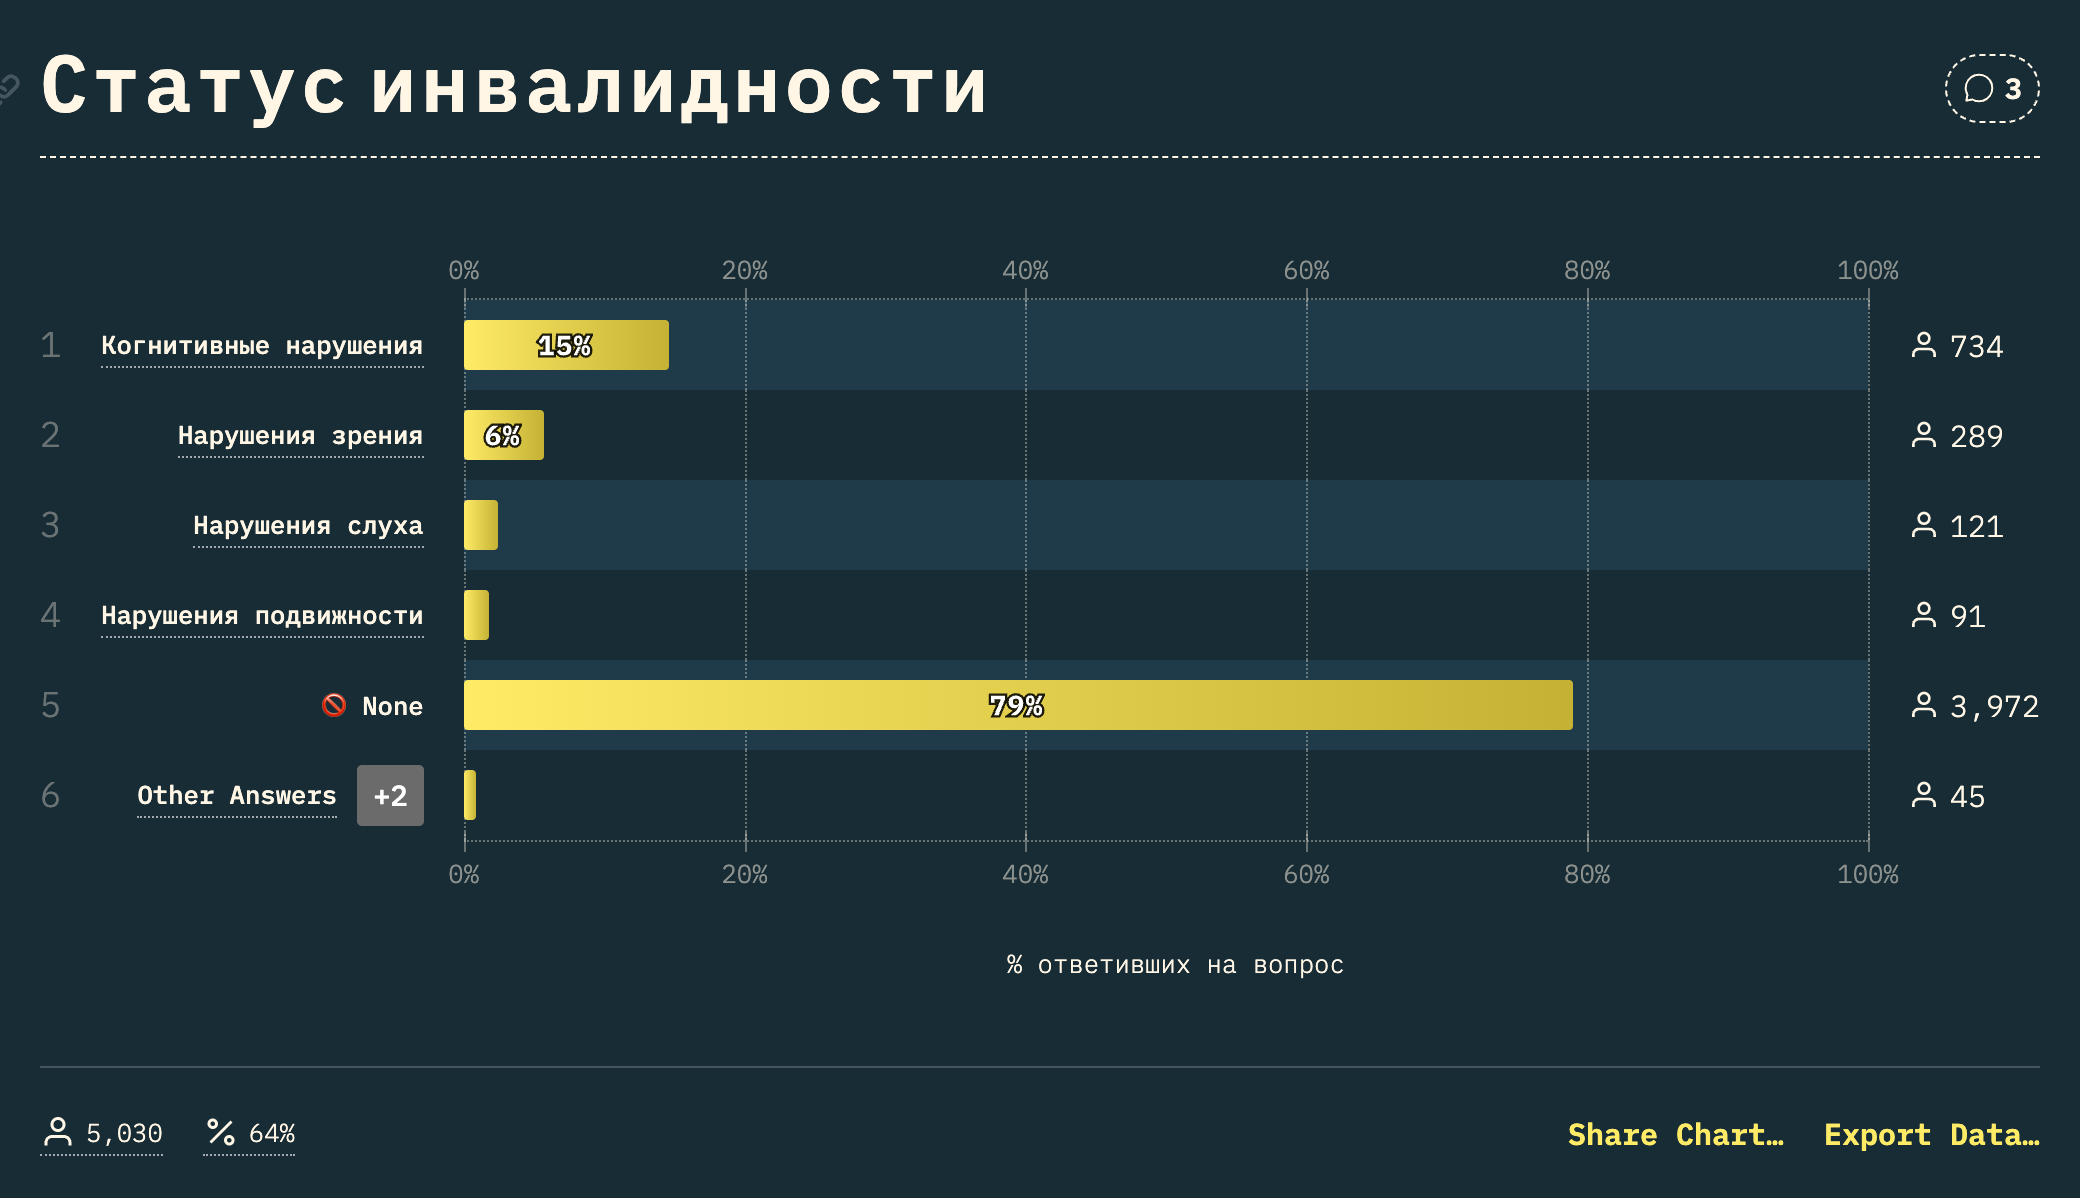 Статус инвалидности
3
0% 20% 40% 60% 80% 100%
1 Когнитивные нарушения 15% 734
2 Нарушения зрения 6% 289
3 Нарушения слуха 121
4 Нарушения подвижности 91
5 None 79% 3,972
6 Other Answers +2 45
0% 20% 40% 60% 80% 100%
% ответивших на вопрос
5,030 64% Share Chart… Export Data…